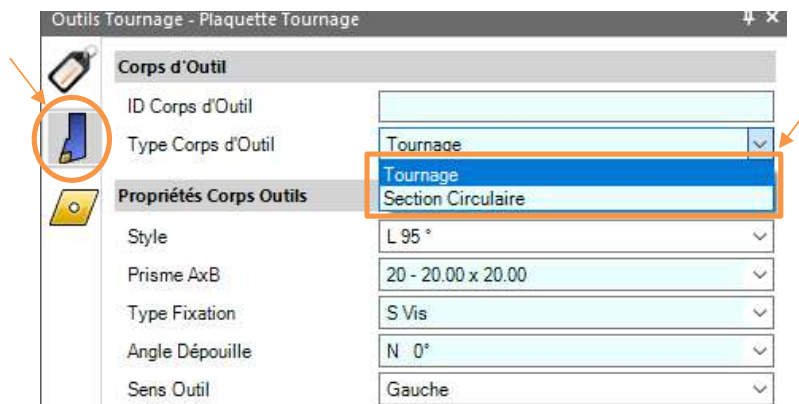 Outils Tournage - Plaquette Tournage
Corps d'Outil
ID Corps d'Outil
Type Corps d'Outil Tournage
Tournage
Propriétés Corps Outils Section Circulaire
Style L 95 °
Prisme AxB 20 - 20.00 x 20.00
Type Fixation S Vis
Angle Dépouille N 0°
Sens Outil Gauche